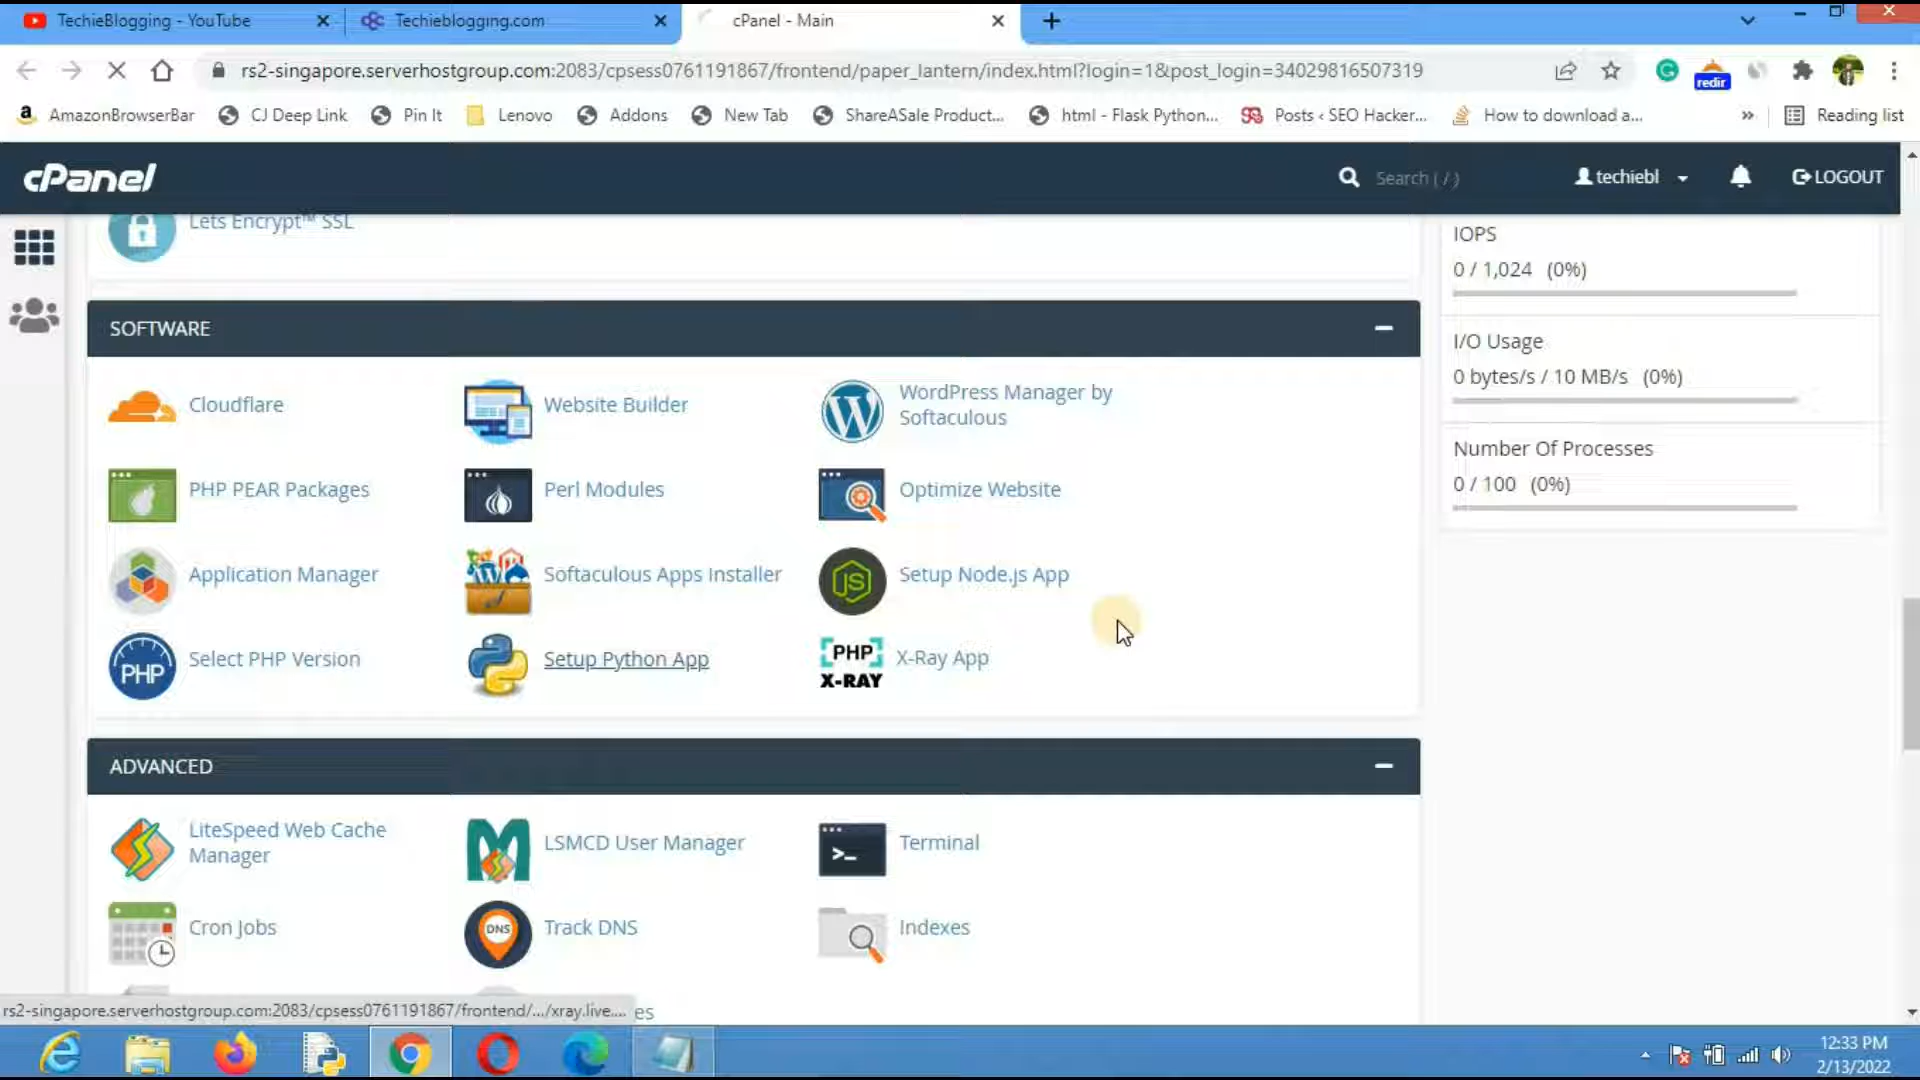 TechieBlogging - YouTube
Techieblogging.com
cPanel - Main
rs2-singapore.serverhostgroup.com:2083/cpsess0761191867/frontend/paper_lantern/index.html?login=1&post_login=34029816507319
redir
AmazonBrowserBar
CJ Deep Link
Pin It
Lenovo
Addons
New Tab
ShareASale Product...
html - Flask Python...
Posts ‹ SEO Hacker...
How to download a...
»
Reading list
cPanel
Search ( / )
techiebl
LOGOUT
Lets Encrypt™ SSL
IOPS
0 / 1,024 (0%)
I/O Usage
0 bytes/s / 10 MB/s (0%)
Number Of Processes
0 / 100 (0%)
SOFTWARE
Cloudflare
Website Builder
WordPress Manager by
Softaculous
PHP PEAR Packages
Perl Modules
Optimize Website
Application Manager
Softaculous Apps Installer
JS
Setup Node.js App
PHP
Select PHP Version
Setup Python App
PHP
X-RAY
X-Ray App
ADVANCED
LiteSpeed Web Cache
Manager
LSMCD User Manager
>_
Terminal
Cron Jobs
DNS
Track DNS
Indexes
rs2-singapore.serverhostgroup.com:2083/cpsess0761191867/frontend/.../xray.live....
12:33 PM
2/13/2022